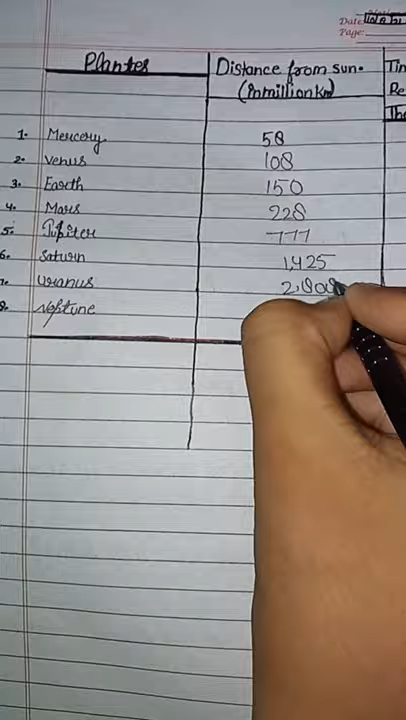 Date
Page:
Plantes Distance from sun.
(In million km)
1. Mercery 58
2. Venus 108
3. Earth 150
4. Mars 228
5. Jupiter 777
6. Saturn 1,425
7. Uranus
8. Neptune